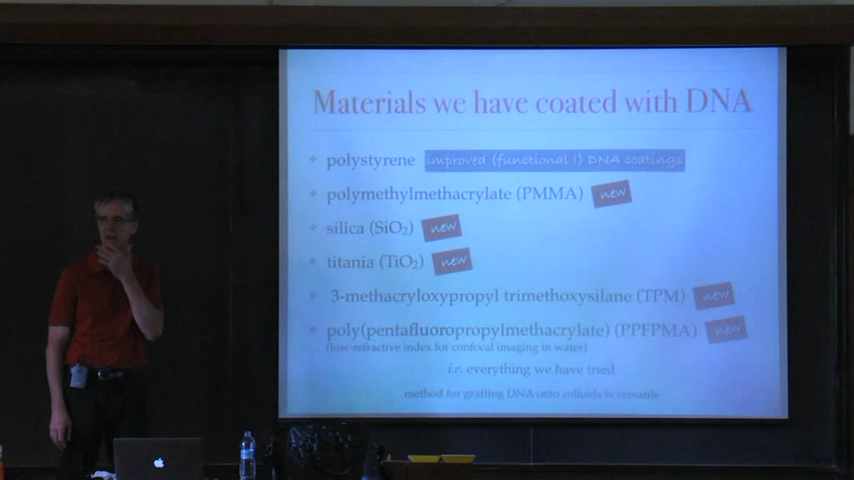 Materials we have coated with DNA
polystyrene improved (functional !) DNA coatings
polymethylmethacrylate (PMMA) new
silica (SiO₂) new
titania (TiO₂) new
3-methacryloxypropyl trimethoxysilane (TPM) new
poly(pentafluoropropylmethacrylate) (PPFPMA) new
(low-refractive index for confocal imaging in water)
i.e. everything we have tried
method for grafting DNA onto colloids is versatile